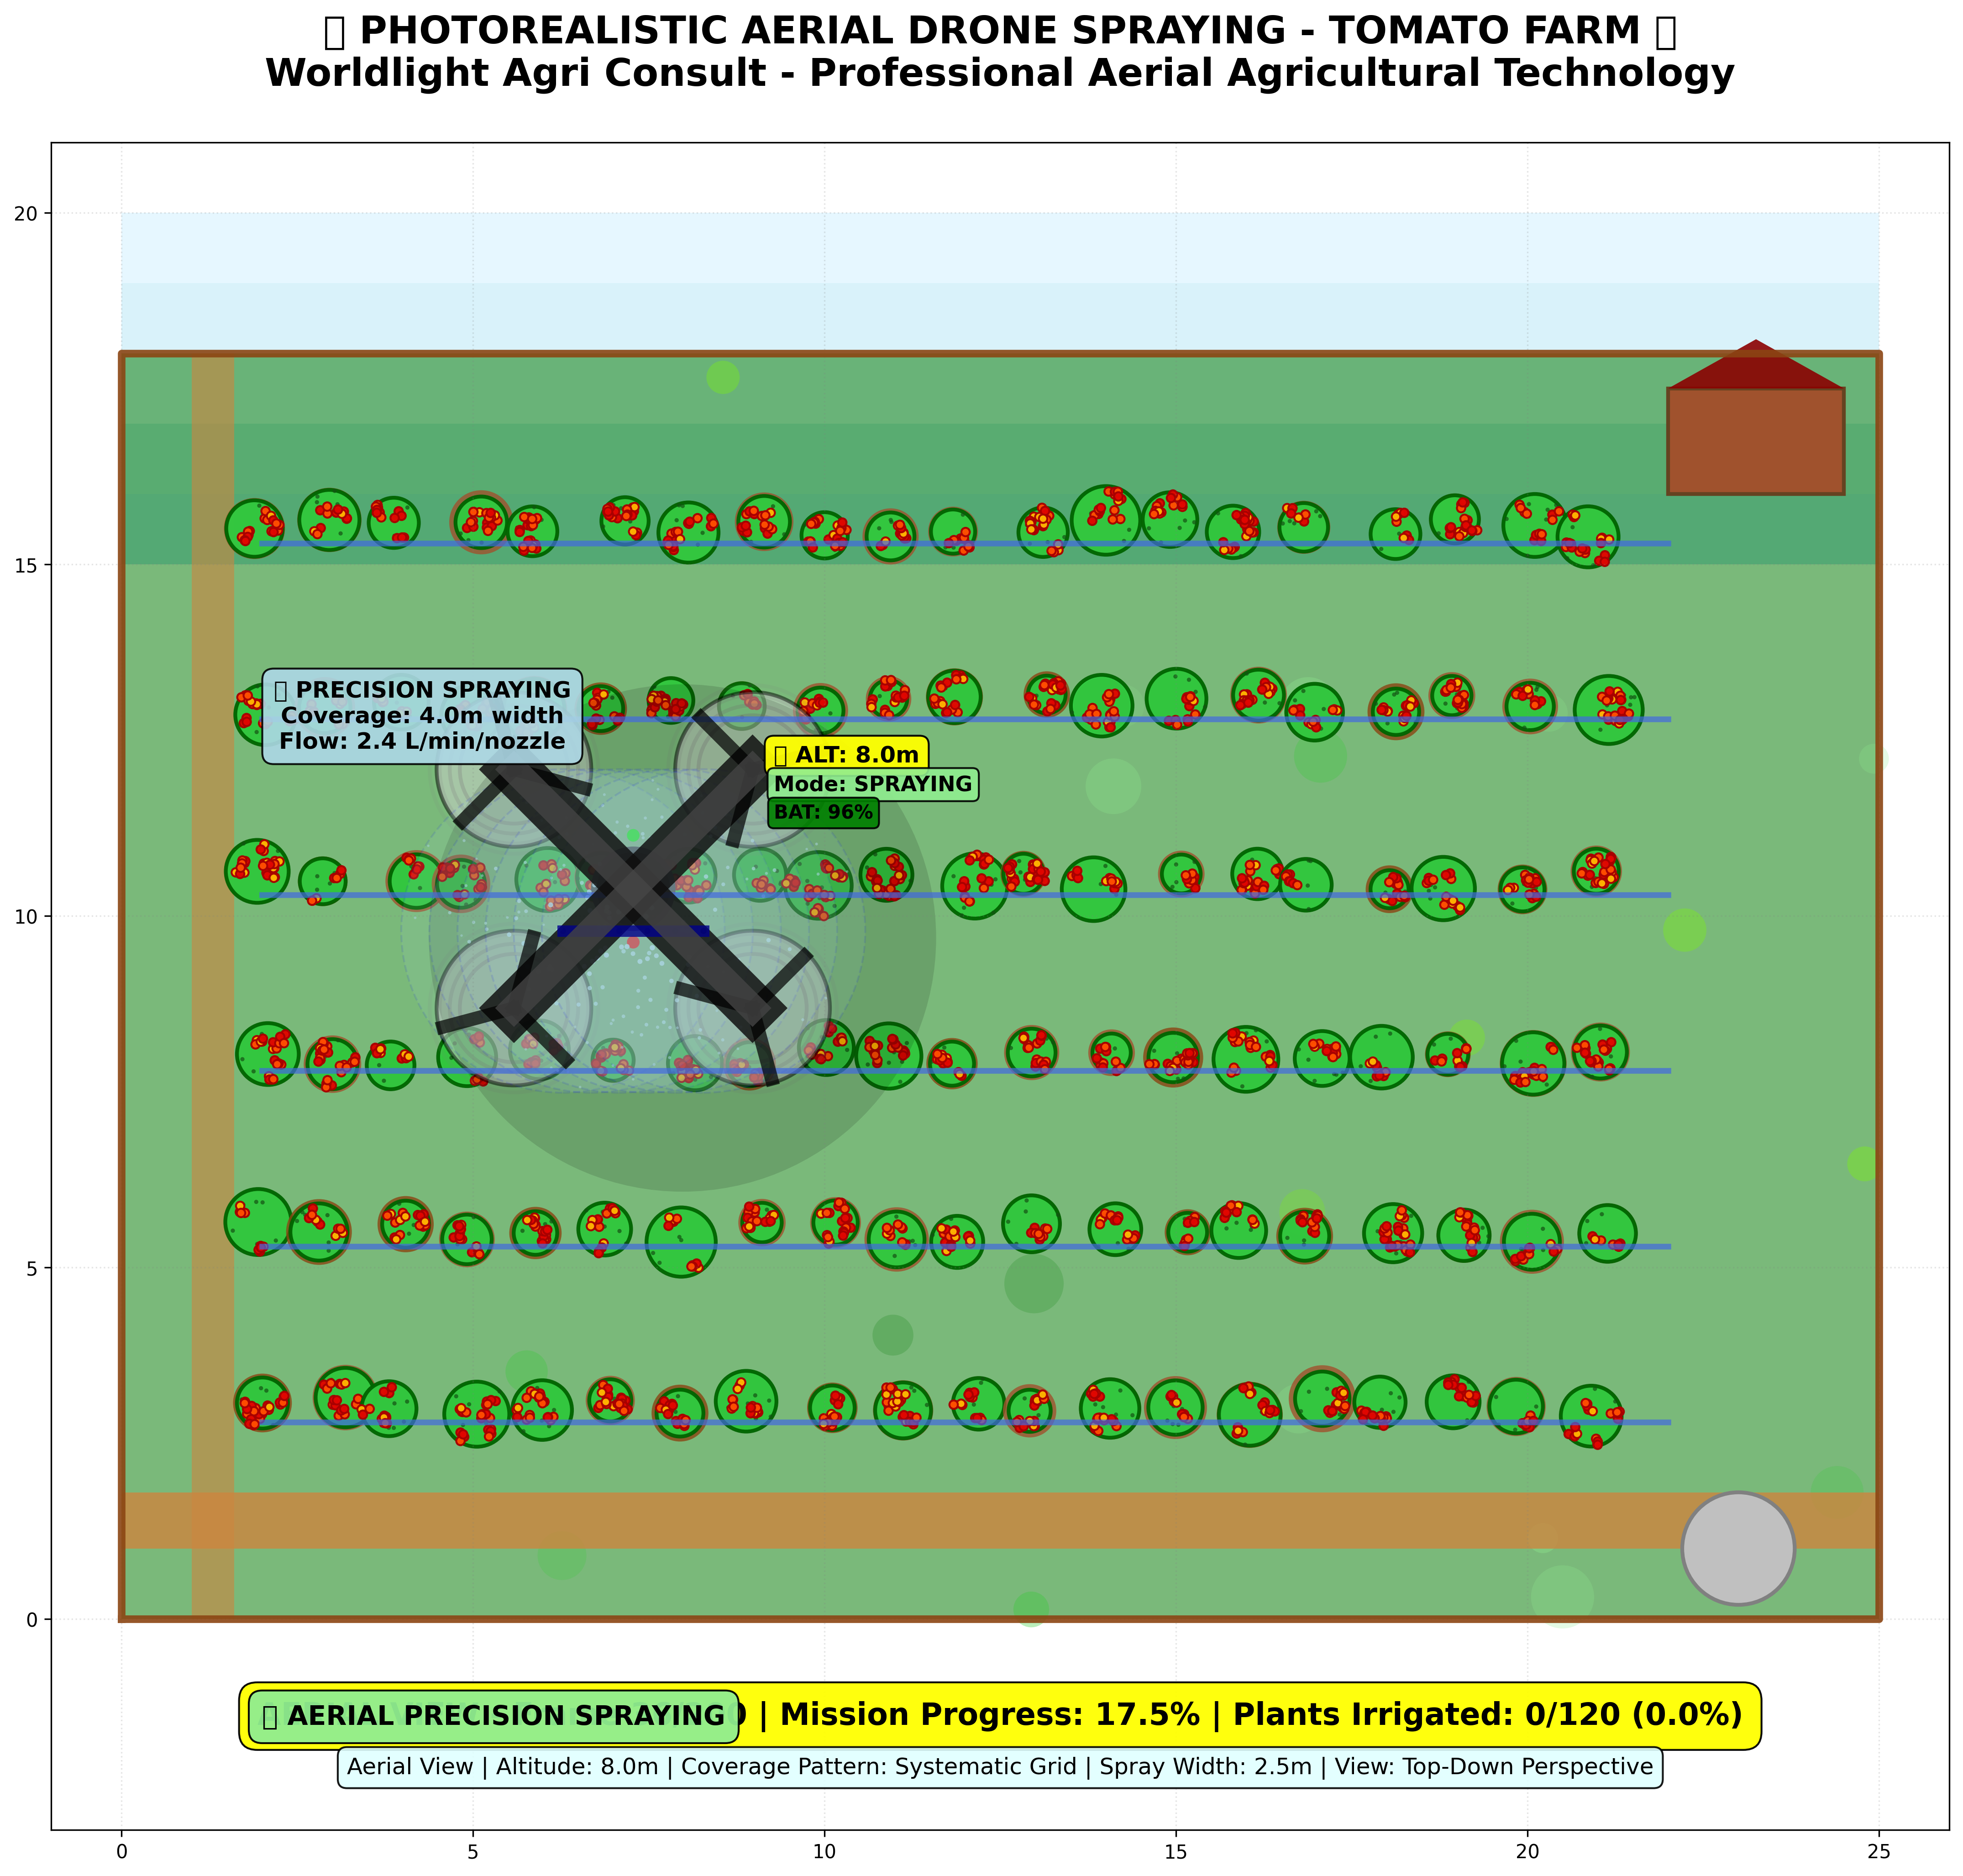 PHOTOREALISTIC AERIAL DRONE SPRAYING - TOMATO FARM
Worldlight Agri Consult - Professional Aerial Agricultural Technology
20
15
10
5
0
PRECISION SPRAYING
Coverage: 4.0m width
Flow: 2.4 L/min/nozzle
ALT: 8.0m
Mode: SPRAYING
BAT: 96%
AERIAL PRECISION SPRAYING 0 | Mission Progress: 17.5% | Plants Irrigated: 0/120 (0.0%)
Aerial View | Altitude: 8.0m | Coverage Pattern: Systematic Grid | Spray Width: 2.5m | View: Top-Down Perspective
0 5 10 15 20 25